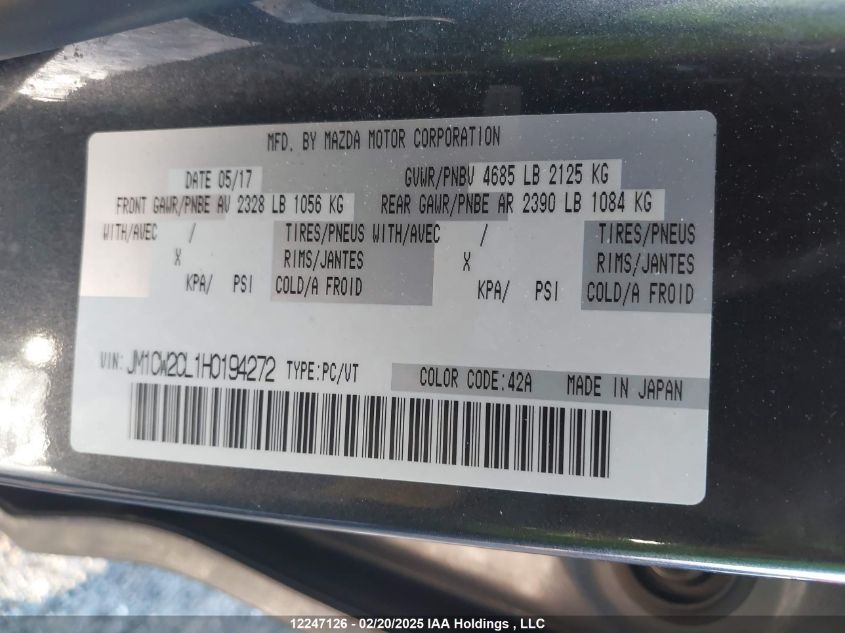 MFD. BY MAZDA MOTOR CORPORATION
DATE 05/17 GVWR/PNBV 4685 LB 2125 KG
FRONT GAWR/PNBE AV 2328 LB 1056 KG REAR GAWR/PNBE AR 2390 LB 1084 KG
WITH/AVEC / TIRES/PNEUS WITH/AVEC / TIRES/PNEUS
X RIMS/JANTES X RIMS/JANTES
KPA/ PSI COLD/A FROID KPA/ PSI COLD/A FROID
VIN: JM1CW2CL1H0194272 TYPE:PC/VT COLOR CODE:42A MADE IN JAPAN
12247126 - 02/20/2025 IAA Holdings , LLC